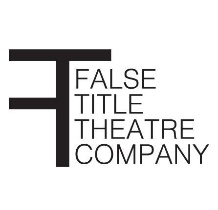 FALSE
TITLE
THEATRE
COMPANY